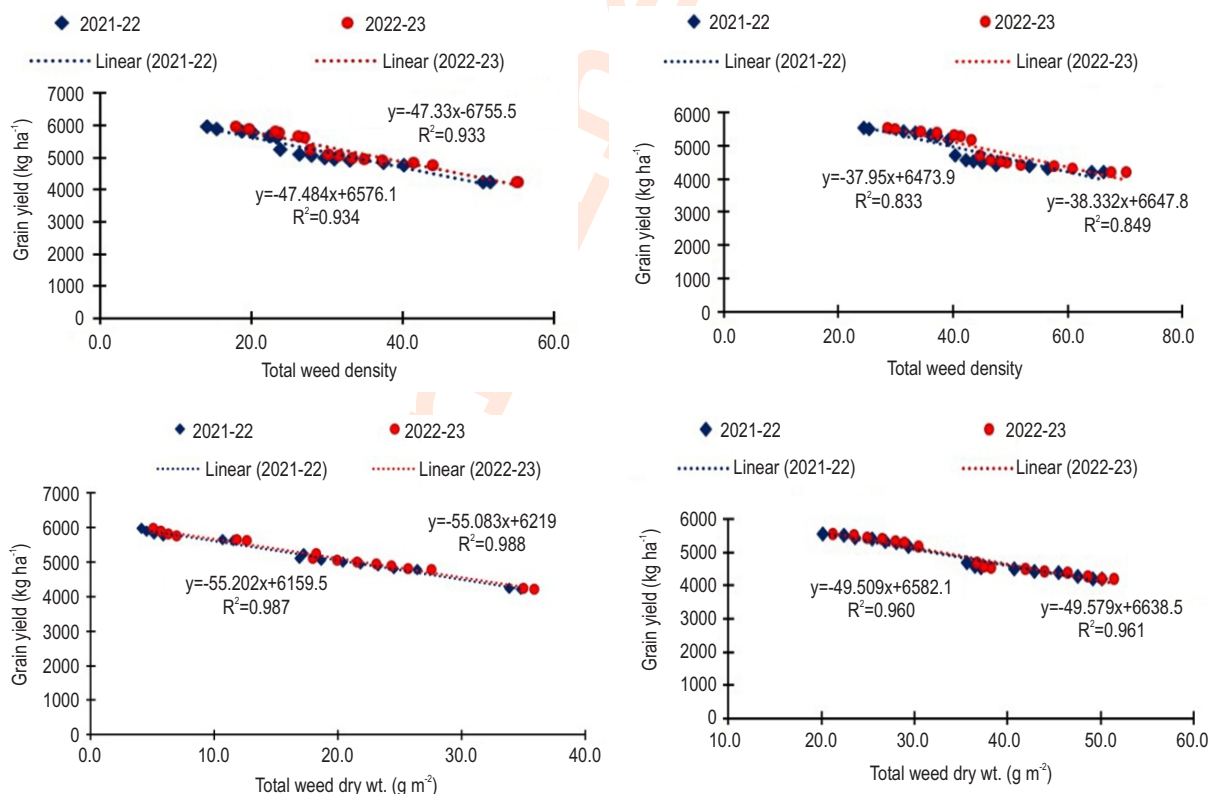 2021-22
2022-23
Linear (2021-22)
Linear (2022-23)
7000
6000
5000
4000
3000
2000
1000
0
Grain yield (kg ha⁻¹)
y=-47.33x-6755.5
R²=0.933
y=-47.484x+6576.1
R²=0.934
0.0
20.0
40.0
60.0
Total weed density
2021-22
2022-23
Linear (2021-22)
Linear (2022-23)
7000
6000
5000
4000
3000
2000
1000
0
Grain yield (kg ha⁻¹)
y=-37.95x+6473.9
R²=0.833
y=-38.332x+6647.8
R²=0.849
0.0
20.0
40.0
60.0
80.0
Total weed density
2021-22
2022-23
Linear (2021-22)
Linear (2022-23)
7000
6000
5000
4000
3000
2000
1000
0
Grain yield (kg ha⁻¹)
y=-55.083x+6219
R²=0.988
y=-55.202x+6159.5
R²=0.987
0.0
10.0
20.0
30.0
40.0
Total weed dry wt. (g m⁻²)
2021-22
2022-23
Linear (2021-22)
Linear (2022-23)
6000
5000
4000
3000
2000
1000
0
Grain yield (kg ha⁻¹)
y=-49.509x+6582.1
R²=0.960
y=-49.579x+6638.5
R²=0.961
10.0
20.0
30.0
40.0
50.0
60.0
Total weed dry wt. (g m⁻²)